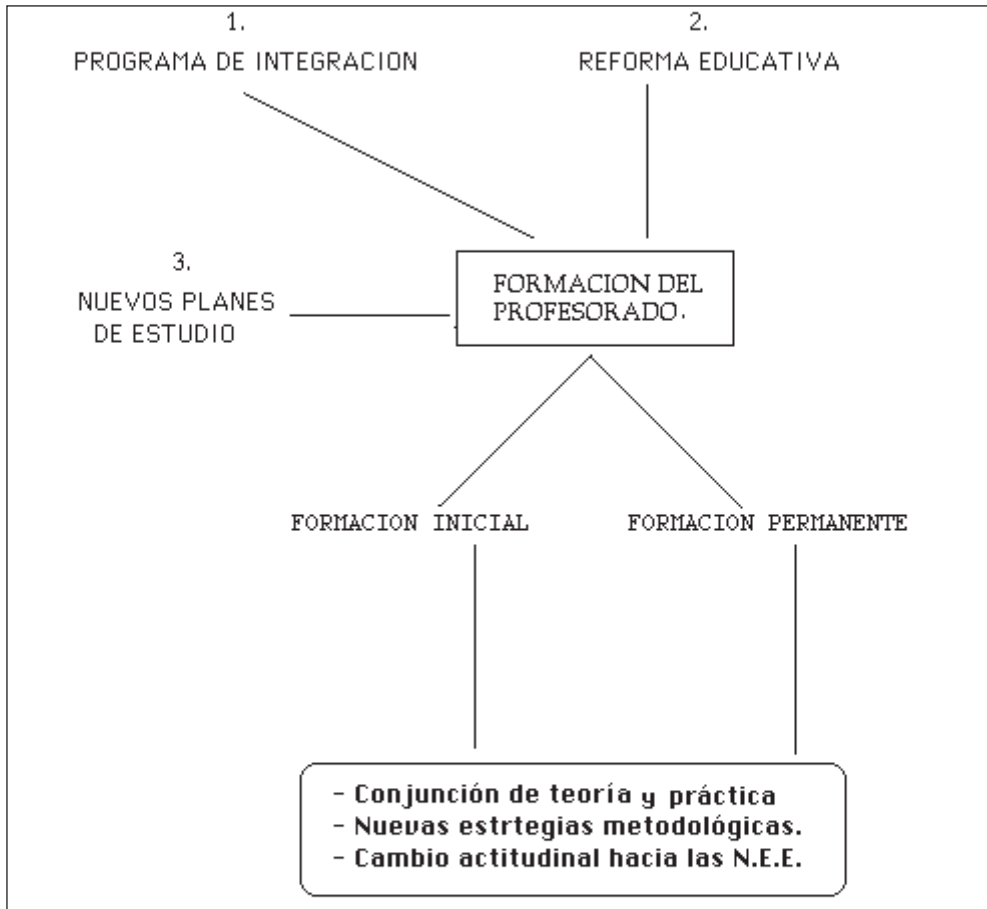 1.
PROGRAMA DE INTEGRACION
2.
REFORMA EDUCATIVA
3.
NUEVOS PLANES
DE ESTUDIO
FORMACION DEL
PROFESORADO.
FORMACION INICIAL
FORMACION PERMANENTE
- Conjunción de teoría y práctica
- Nuevas estrtegias metodológicas.
- Cambio actitudinal hacia las N.E.E.